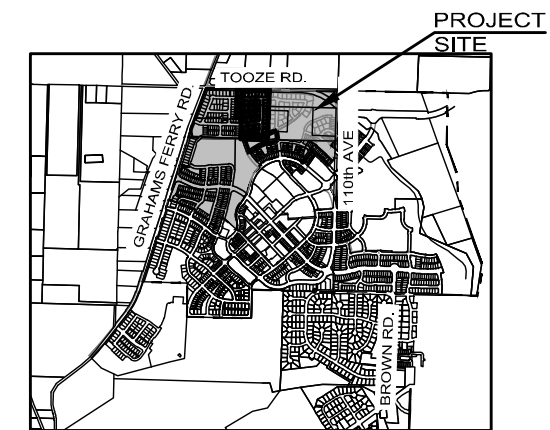 PROJECT
SITE
TOOZE RD.
GRAHAMS FERRY RD.
110th AVE
BROWN RD.